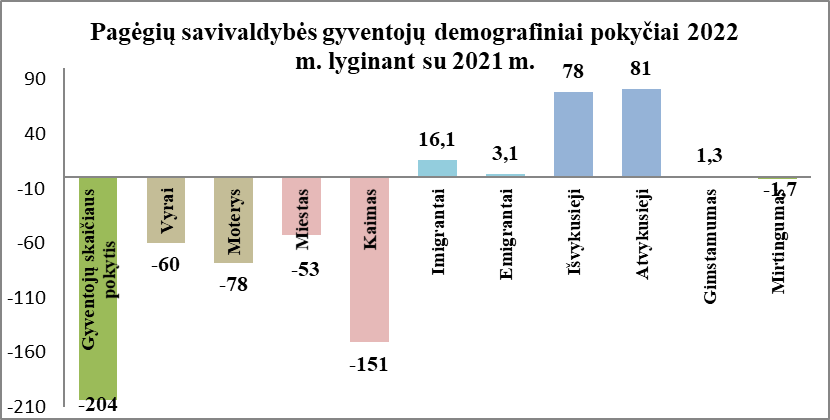 Pagėgių savivaldybės gyventojų demografiniai pokyčiai 2022
m. lyginant su 2021 m.
90
40
-10
-60
-110
-160
-210
Gyventojų skaičiaus
pokytis
Vyrai
Moterys
Miestas
Kaimas
Imigrantai
Emigrantai
Išvykusieji
Atvykusieji
Gimstamumas
Mirtingumas
-204
-60
-78
-53
-151
16,1
3,1
78
81
1,3
-1,7